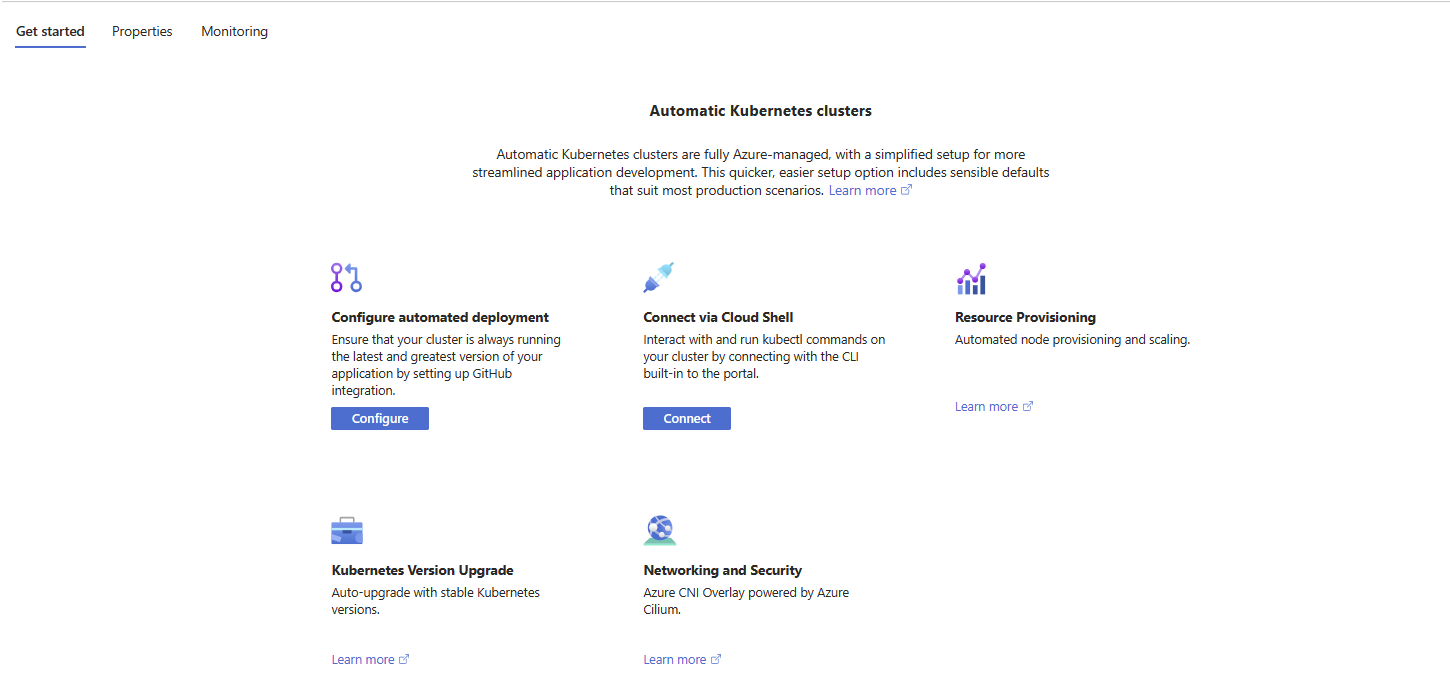 Get started Properties Monitoring
Automatic Kubernetes clusters
Automatic Kubernetes clusters are fully Azure-managed, with a simplified setup for more
streamlined application development. This quicker, easier setup option includes sensible defaults
that suit most production scenarios. Learn more
Configure automated deployment
Ensure that your cluster is always running
the latest and greatest version of your
application by setting up GitHub
integration.
Configure
Connect via Cloud Shell
Interact with and run kubectl commands on
your cluster by connecting with the CLI
built-in to the portal.
Connect
Resource Provisioning
Automated node provisioning and scaling.
Learn more
Kubernetes Version Upgrade
Auto-upgrade with stable Kubernetes
versions.
Learn more
Networking and Security
Azure CNI Overlay powered by Azure
Cilium.
Learn more